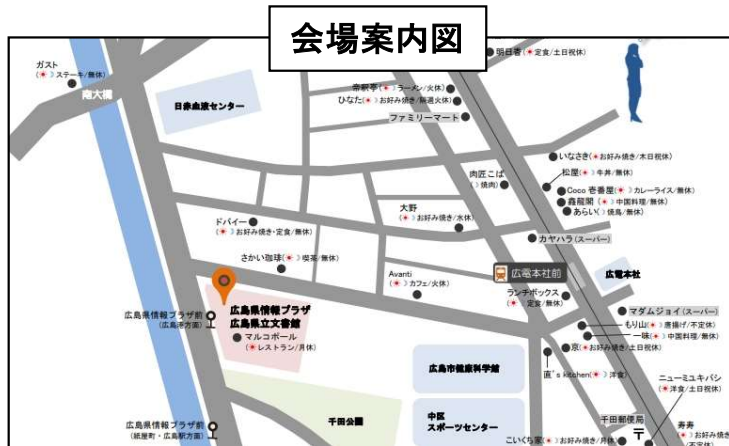 会場案内図
ガスト
(☀☽ステーキ/無休)
南大橋
日赤血液センター
明日香(☀定食/土日祝休)
帝釈亭(☀☽ラーメン/火休)
ひなた(☀☽お好み焼き/隔週火休)
ファミリーマート
いなさき(☀お好み焼き/木日祝休)
松屋(☀☽牛丼/無休)
肉匠こば
(☽焼肉)
Coco 壱番屋(☀☽カレーライス/無休)
鑫龍閣(☀☽中国料理/無休)
あらい(☽焼鳥/無休)
大野
(☀☽お好み焼き/水休)
ドバイー
(☀☽お好み焼き・定食/無休)
カヤハラ(スーパー)
さかい珈琲(☀☽喫茶/無休)
Avanti
(☀☽カフェ/火休)
広電本社前
広電本社
ランチボックス
(☀定食/無休)
広島県情報プラザ
広島県立文書館
マルコポール
(☀レストラン/月休)
広島県情報プラザ前
(広島港方面)
マダムジョイ(スーパー)
もり山(☀☽唐揚げ/不定休)
一味(☀☽中国料理/無休)
京(☀お好み焼き/土日祝休)
直’s kitchen(☀☽洋食)
広島市健康科学館
ニューミユキバシ
(☀洋食/土日祝休)
千田公園
中区
スポーツセンター
千田郵便局
〒
広島県情報プラザ前
(紙屋町・広島駅方面)
こいくち家(☀☽お好み焼き/月休)
寿寿
(☀☽お好み焼き
/不定休)